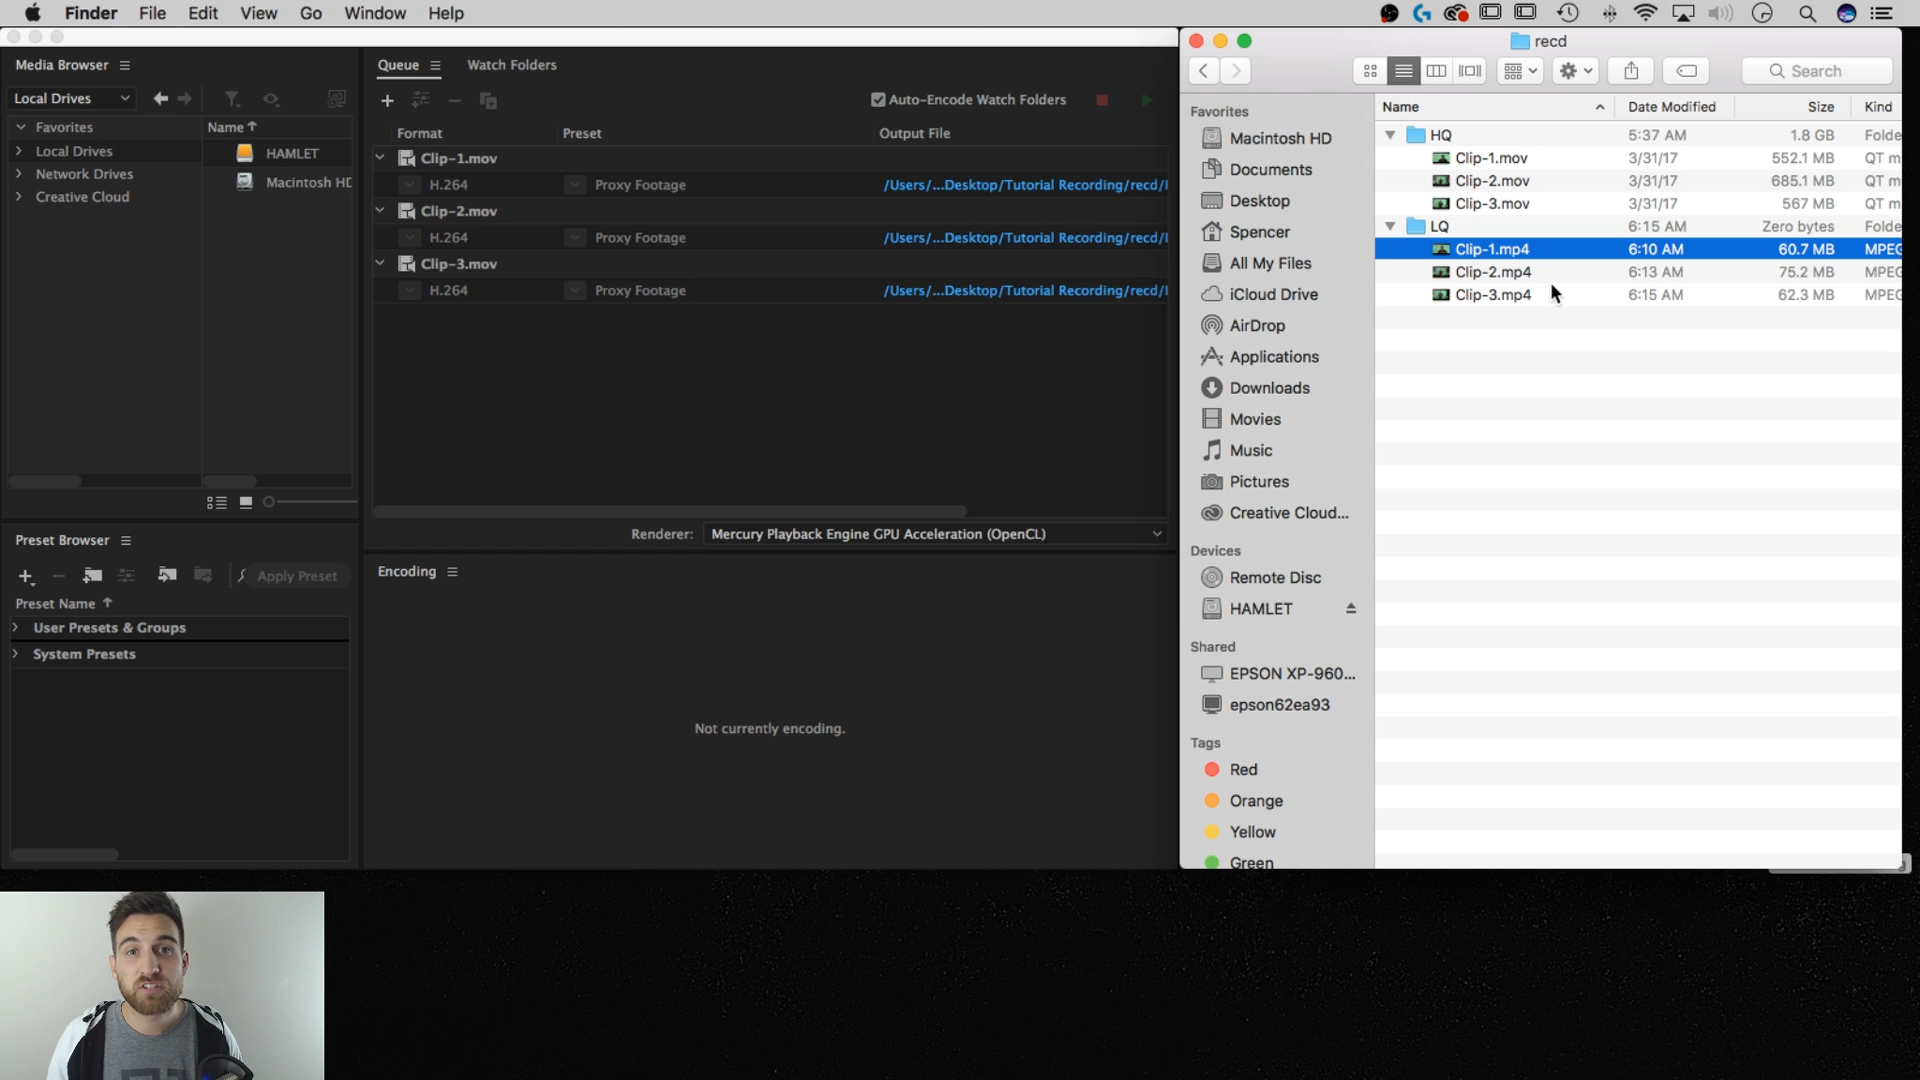 Finder File Edit View Go Window Help
Media Browser
Local Drives
Favorites
Local Drives
Network Drives
Creative Cloud
Name
HAMLET
Macintosh HD
Preset Browser
Apply Preset
Preset Name
User Presets & Groups
System Presets
Queue Watch Folders
Auto-Encode Watch Folders
Format Preset Output File
Clip-1.mov
H.264 Proxy Footage /Users/...Desktop/Tutorial Recording/recd/
Clip-2.mov
H.264 Proxy Footage /Users/...Desktop/Tutorial Recording/recd/
Clip-3.mov
H.264 Proxy Footage /Users/...Desktop/Tutorial Recording/recd/
Renderer: Mercury Playback Engine GPU Acceleration (OpenCL)
Encoding
Not currently encoding.
recd
Search
Favorites
Macintosh HD
Documents
Desktop
Spencer
All My Files
iCloud Drive
AirDrop
Applications
Downloads
Movies
Music
Pictures
Creative Cloud...
Devices
Remote Disc
HAMLET
Shared
EPSON XP-960...
epson62ea93
Tags
Red
Orange
Yellow
Green
Name Date Modified Size Kind
HQ 5:37 AM 1.8 GB Folde
Clip-1.mov 3/31/17 552.1 MB QT m
Clip-2.mov 3/31/17 685.1 MB QT m
Clip-3.mov 3/31/17 567 MB QT m
LQ 6:15 AM Zero bytes Folde
Clip-1.mp4 6:10 AM 60.7 MB MPEG
Clip-2.mp4 6:13 AM 75.2 MB MPEG
Clip-3.mp4 6:15 AM 62.3 MB MPEG